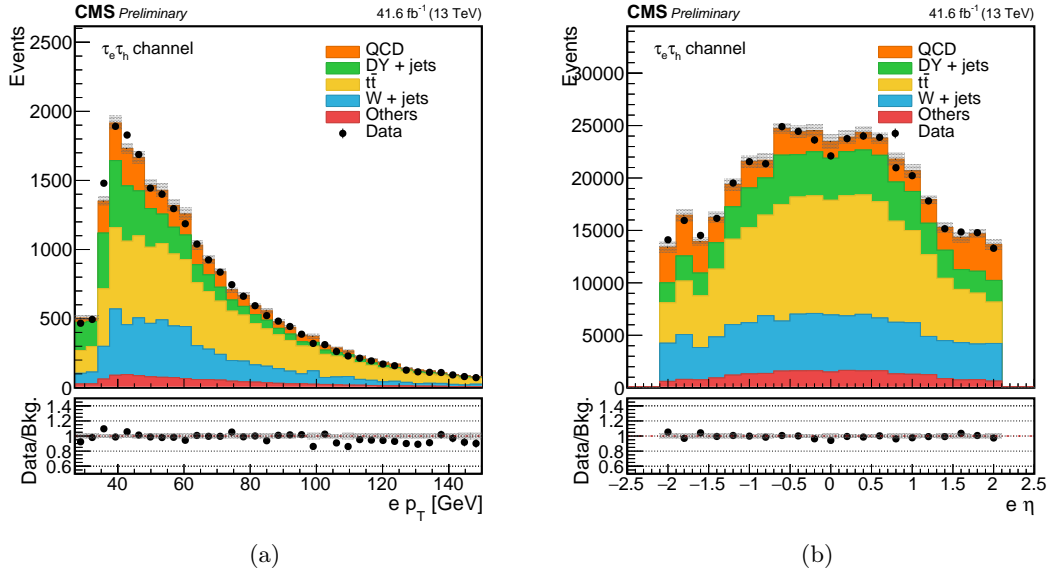 CMS Preliminary 41.6 fb⁻¹ (13 TeV)
τₑτₕ channel
QCD
DY + jets
tt̄
W + jets
Others
Data
Events
2500
2000
1500
1000
500
0
Data/Bkg.
1.4
1.2
1
0.8
0.6
40 60 80 100 120 140
e p_T [GeV]
(a)
CMS Preliminary 41.6 fb⁻¹ (13 TeV)
τₑτₕ channel
QCD
DY + jets
tt̄
W + jets
Others
Data
Events
30000
25000
20000
15000
10000
5000
0
Data/Bkg.
1.4
1.2
1
0.8
0.6
−2.5 −2 −1.5 −1 −0.5 0 0.5 1 1.5 2 2.5
e η
(b)